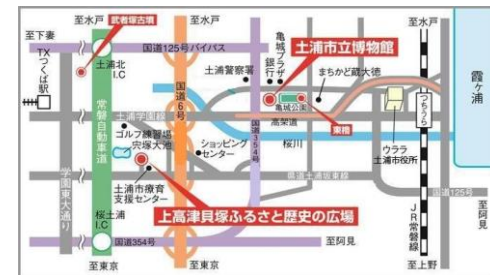 至水戸
武者塚古墳
至水戸
至水戸
至下妻
国道125号バイパス
TX
つくば駅
土浦北
I.C
土浦市立博物館
亀城プラザ
銀行
土浦警察署
まちかど蔵大徳
霞ヶ浦
亀城公園
常磐自動車道
国道6号
土浦学園線
東櫓
つちうら
高架道
ゴルフ練習場
宍塚大池
ショッピング
センター
国道354号
桜川
ウララ
土浦市役所
学園東大通り
土浦市療育
支援センター
県道土浦坂東線
国道125号
上高津貝塚ふるさと歴史の広場
至阿見
桜土浦
I.C
JR常磐線
国道354号
至阿見
至東京
至東京
至上野